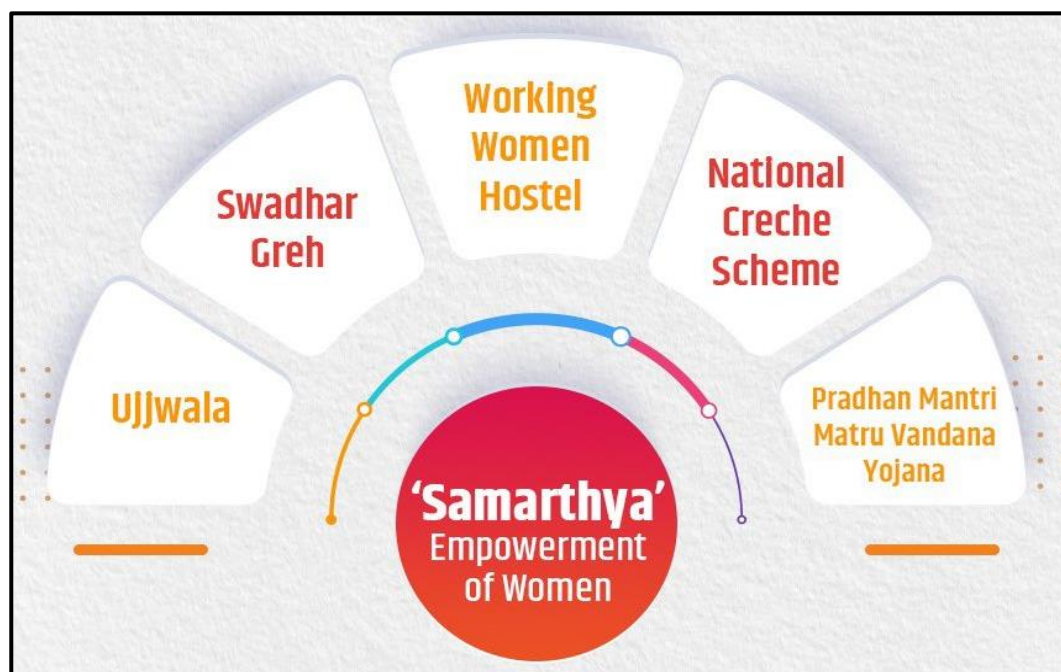 Ujjwala
Swadhar
Greh
Working
Women
Hostel
National
Creche
Scheme
Pradhan Mantri
Matru Vandana
Yojana
‘Samarthya’
Empowerment
of Women